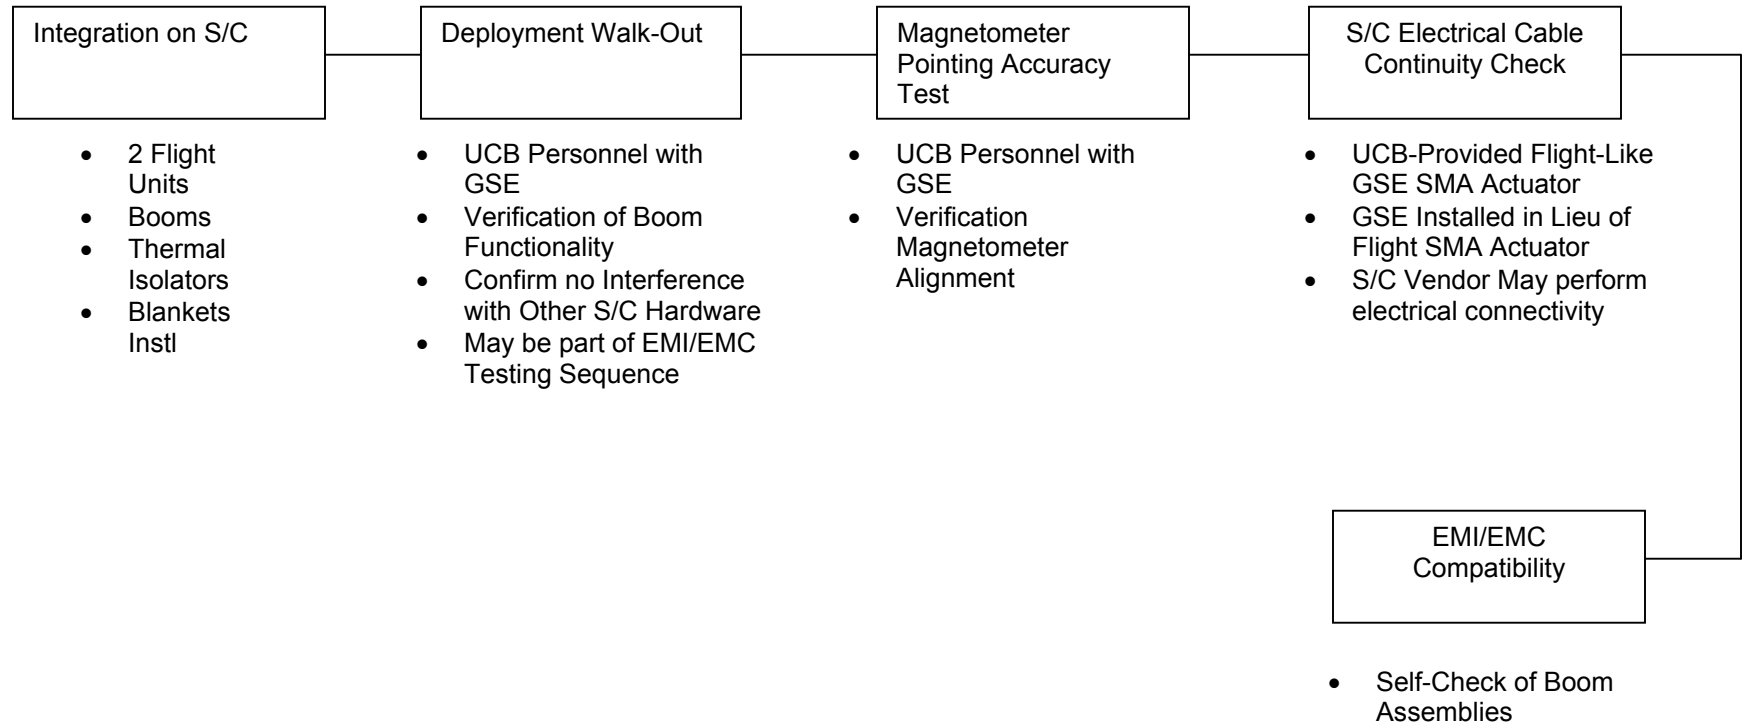 Integration on S/C
Deployment Walk-Out
Magnetometer
Pointing Accuracy
Test
S/C Electrical Cable
Continuity Check
• 2 Flight
Units
• Booms
• Thermal
Isolators
• Blankets
Instl
• UCB Personnel with
GSE
• Verification of Boom
Functionality
• Confirm no Interference
with Other S/C Hardware
• May be part of EMI/EMC
Testing Sequence
• UCB Personnel with
GSE
• Verification
Magnetometer
Alignment
• UCB-Provided Flight-Like
GSE SMA Actuator
• GSE Installed in Lieu of
Flight SMA Actuator
• S/C Vendor May perform
electrical connectivity
EMI/EMC
Compatibility
• Self-Check of Boom
Assemblies